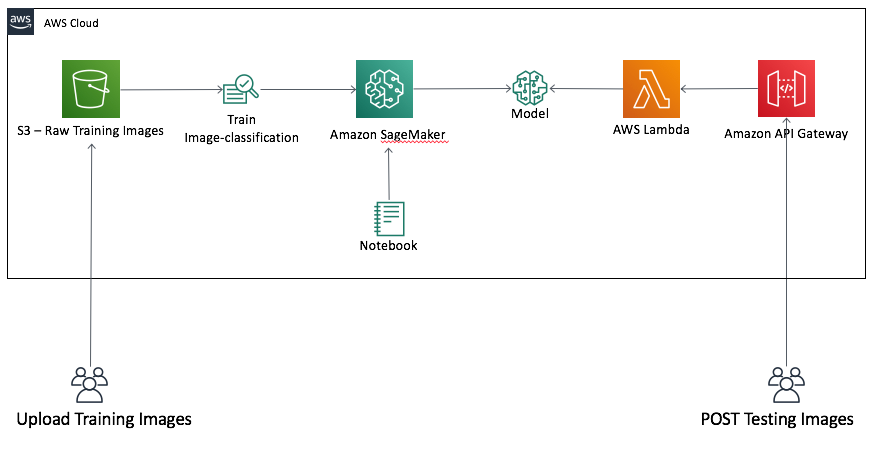 aws
AWS Cloud
S3 – Raw Training Images
Train
Image-classification
Amazon SageMaker
Model
AWS Lambda
Amazon API Gateway
Notebook
Upload Training Images
POST Testing Images